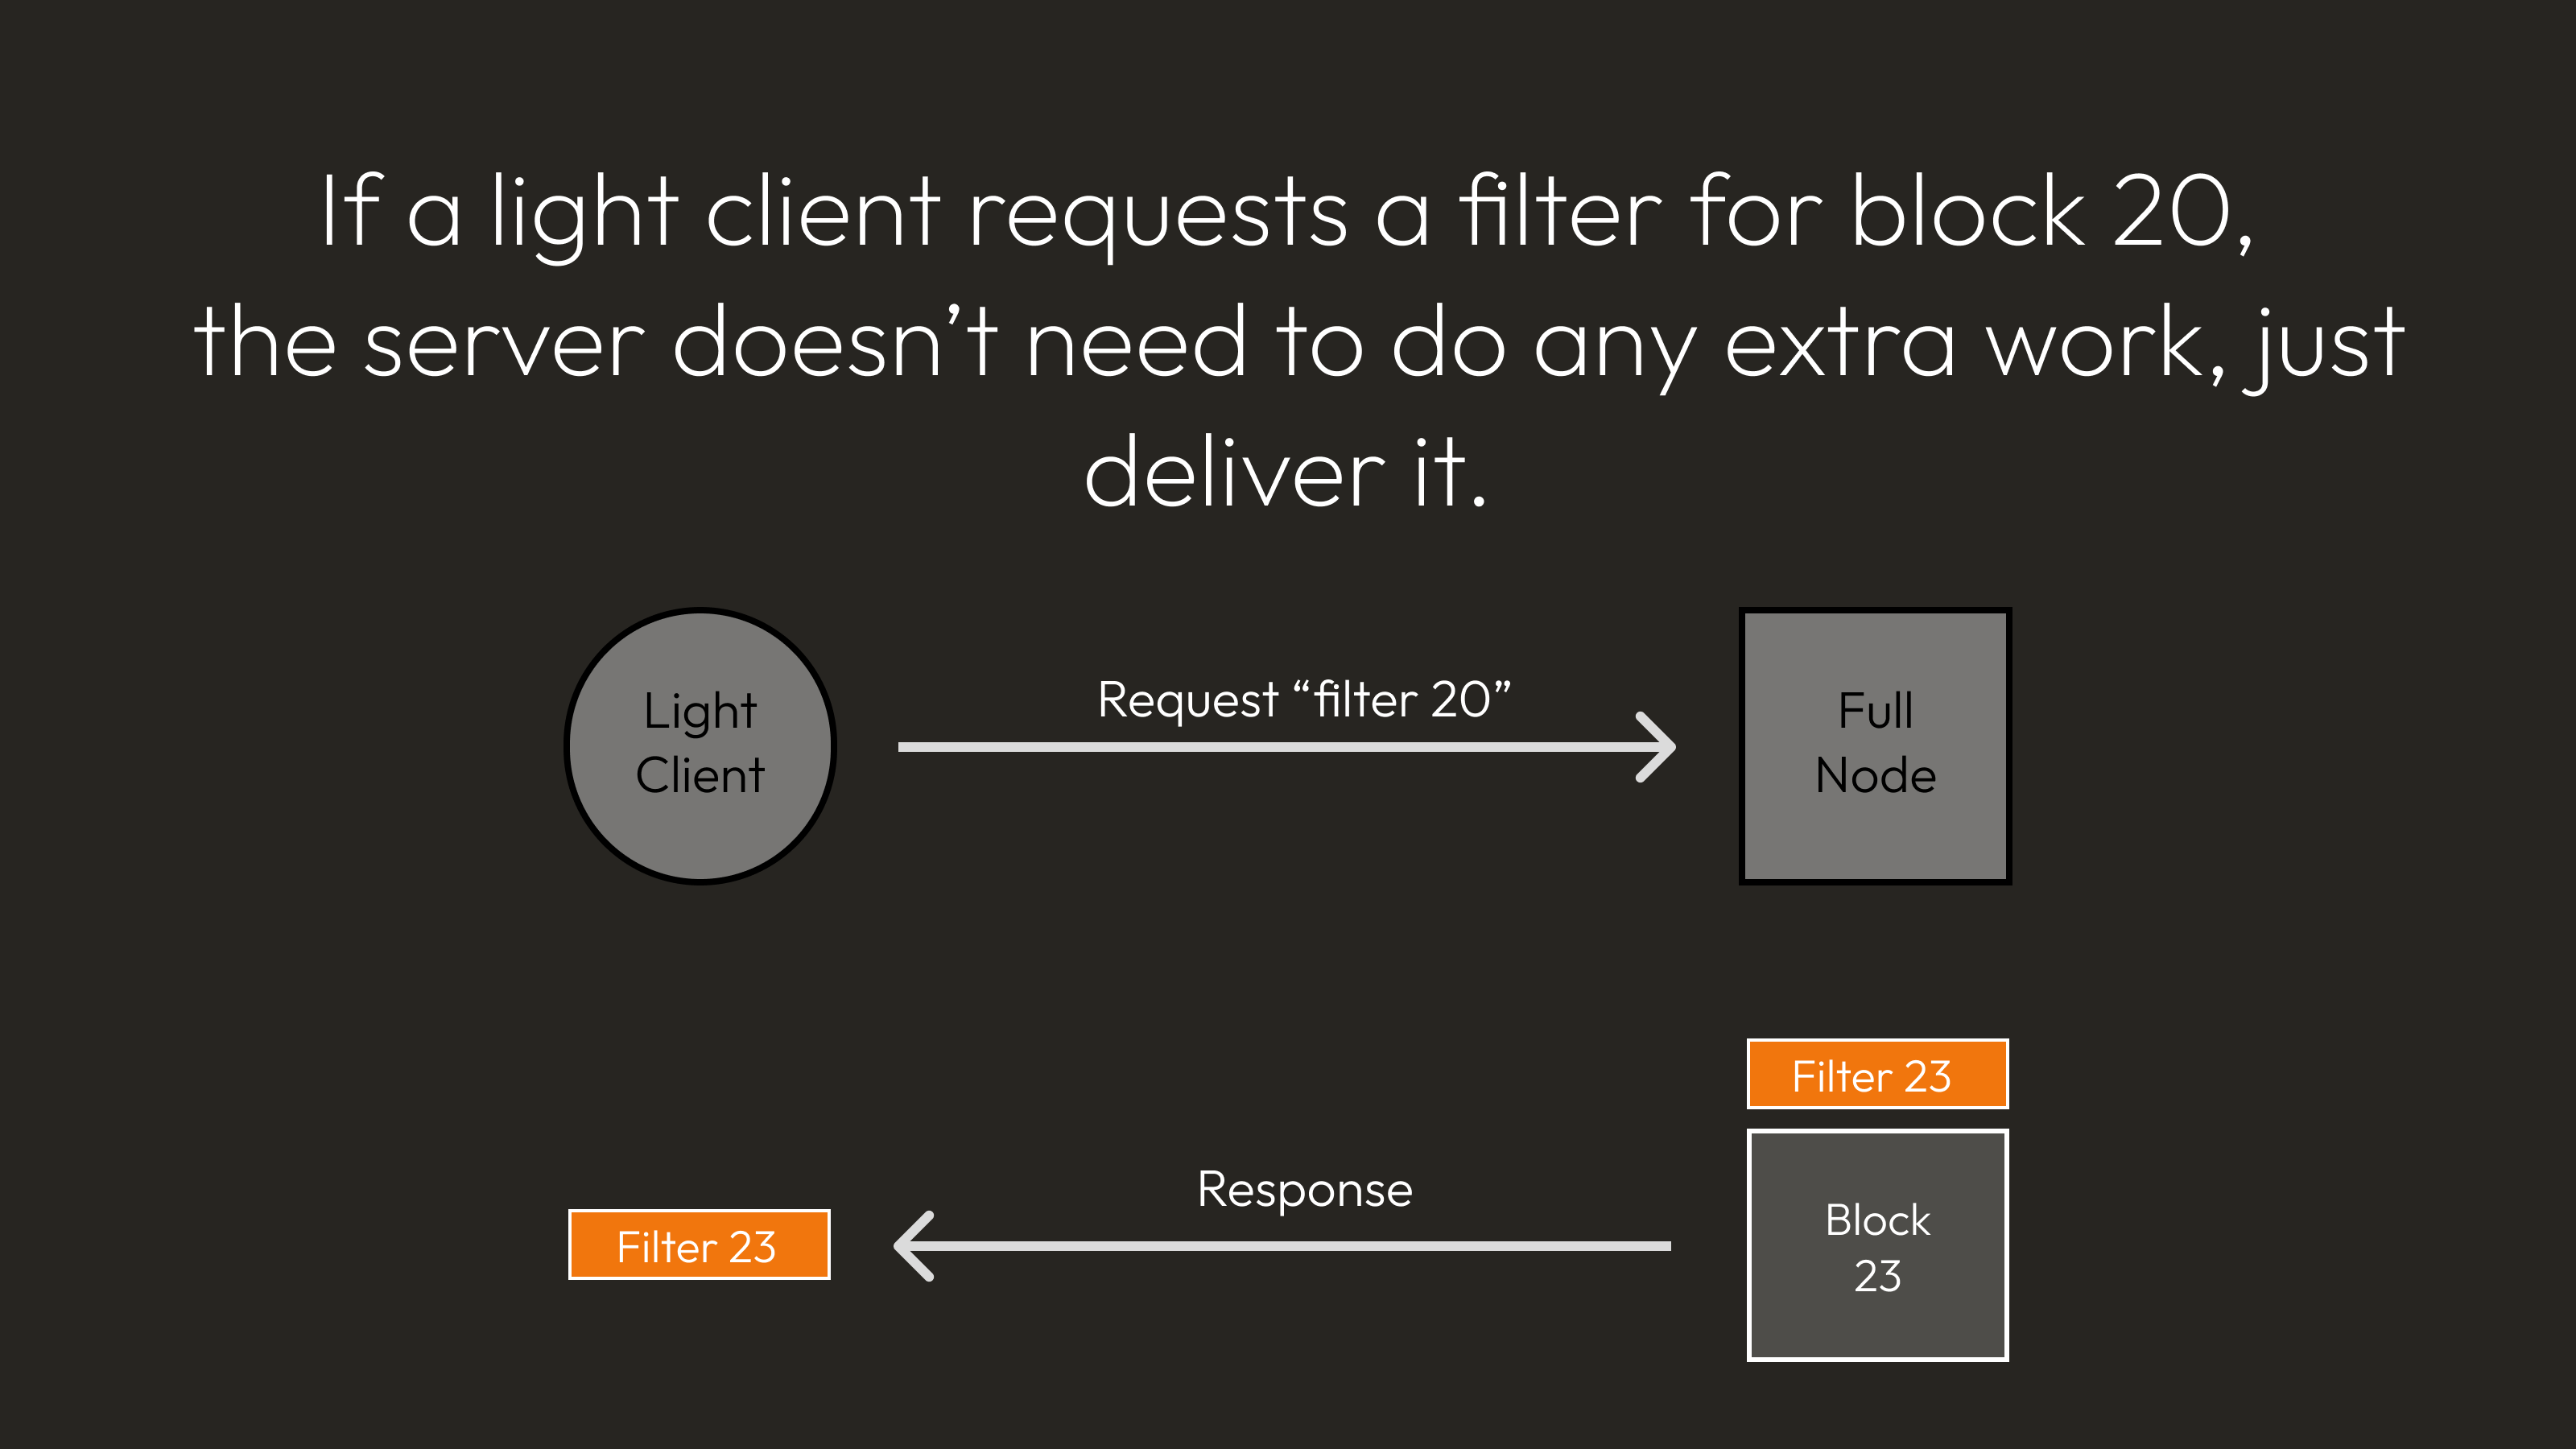 If a light client requests a filter for block 20,
the server doesn’t need to do any extra work, just
deliver it.
Light
Client
Request “filter 20”
Full
Node
Filter 23
Response
Filter 23
Block
23